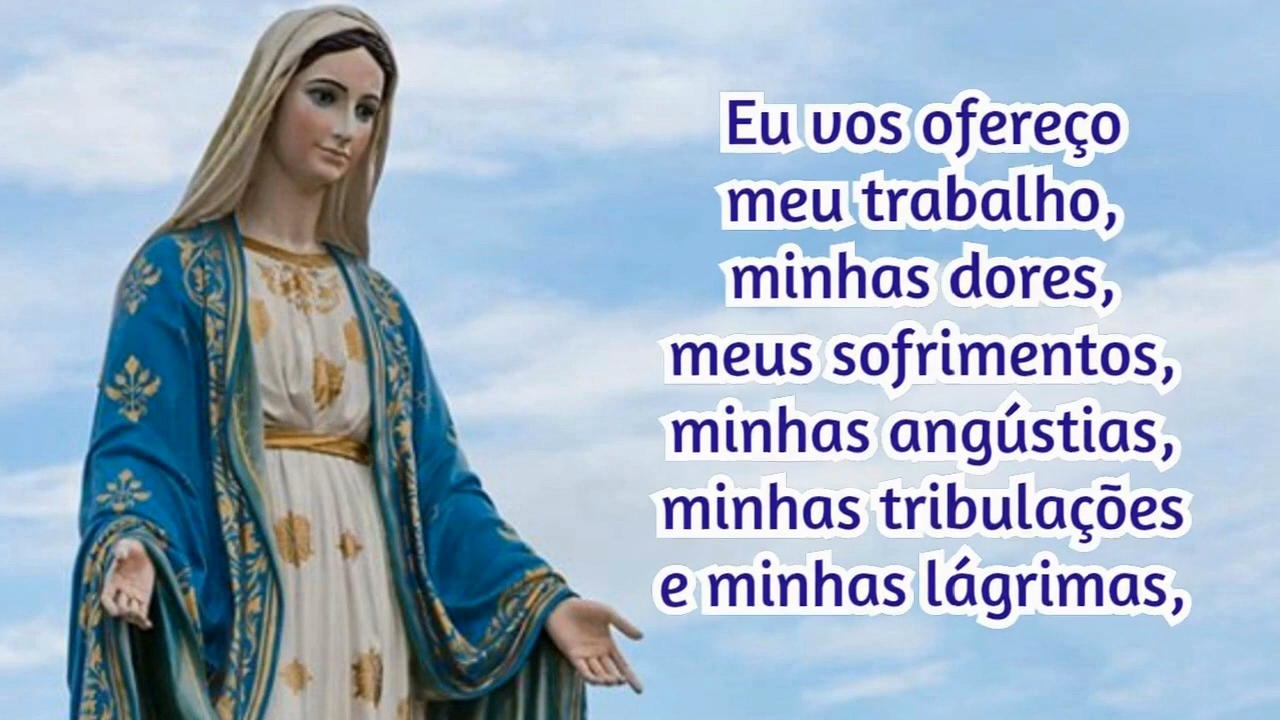 Eu vos ofereço
meu trabalho,
minhas dores,
meus sofrimentos,
minhas angústias,
minhas tribulações
e minhas lágrimas,